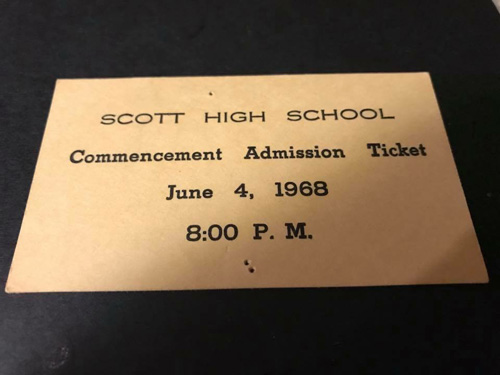 SCOTT HIGH SCHOOL
Commencement Admission Ticket
June 4, 1968
8:00 P. M.